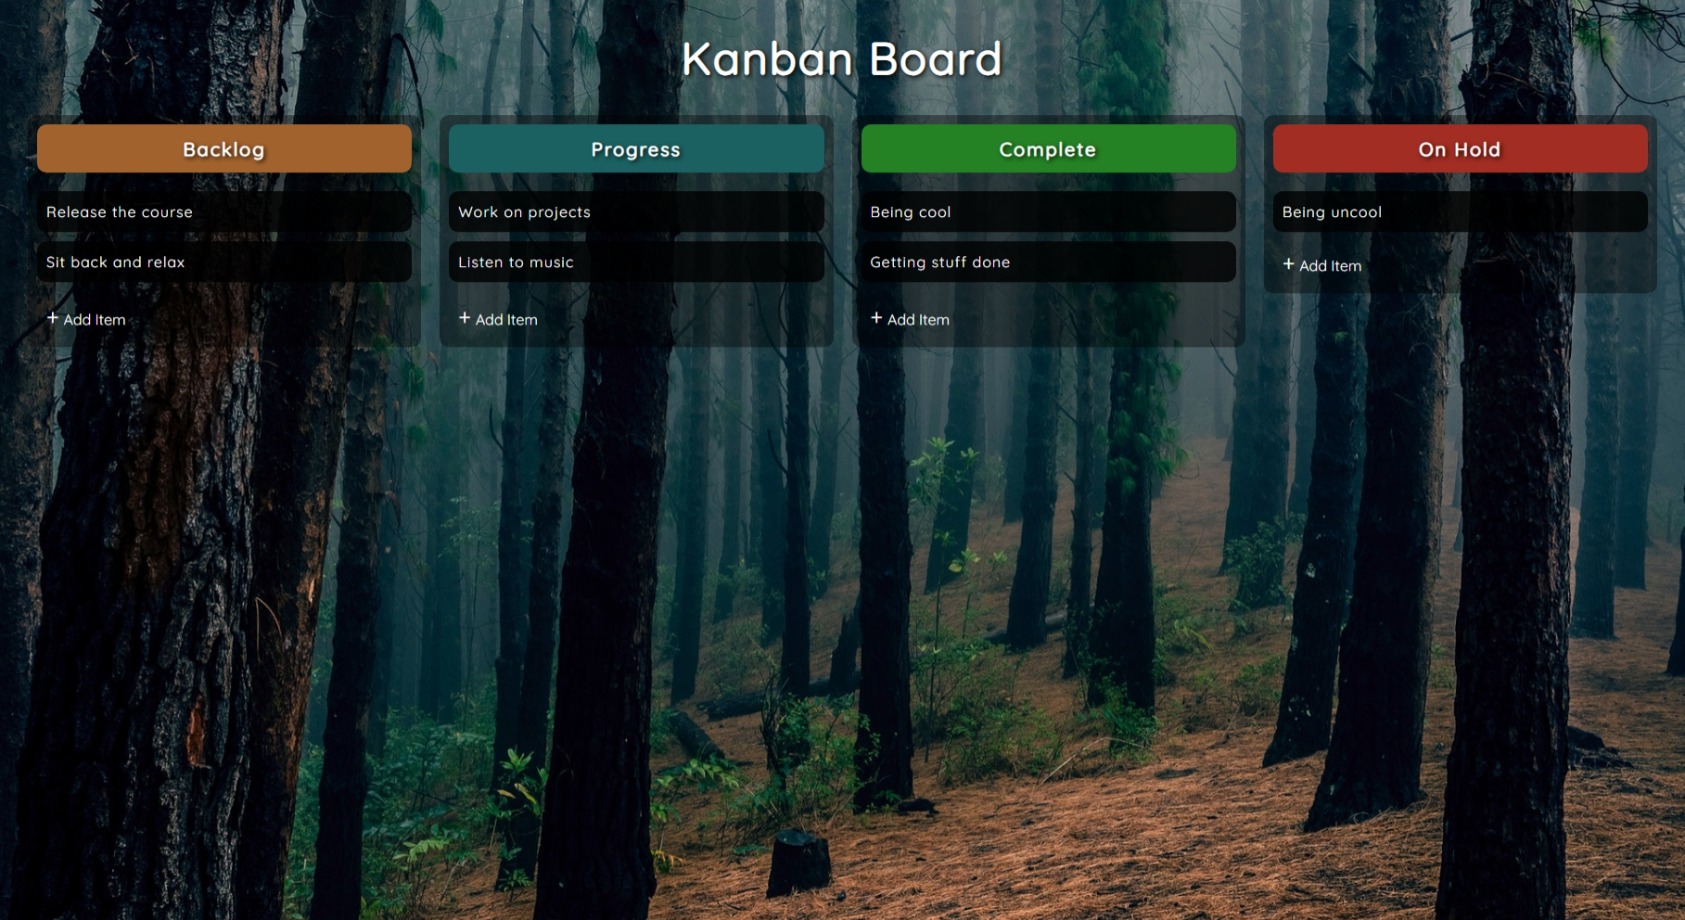 Kanban Board
Backlog
Release the course
Sit back and relax
+ Add Item
Progress
Work on projects
Listen to music
+ Add Item
Complete
Being cool
Getting stuff done
+ Add Item
On Hold
Being uncool
+ Add Item